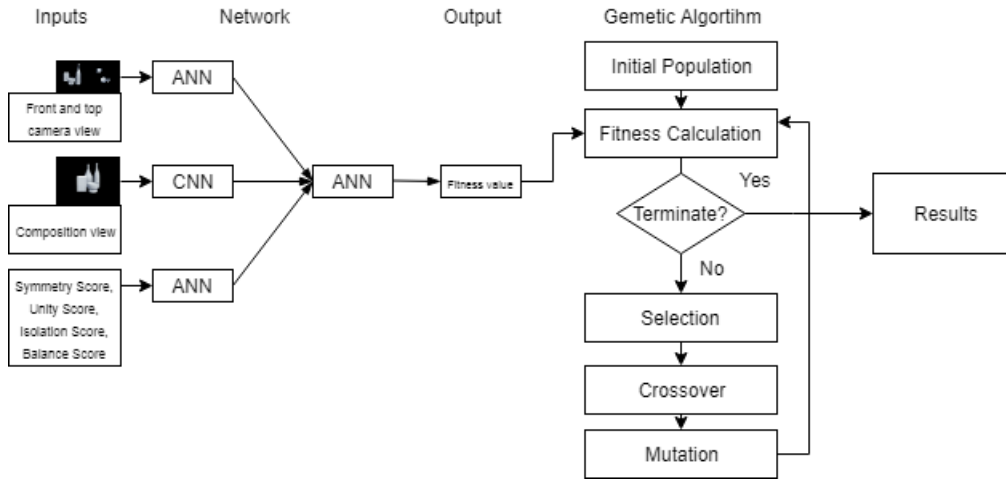 Inputs
Network
Output
Gemetic Algortihm
ANN
Front and top
camera view
CNN
Composition view
ANN
Symmetry Score,
Unity Score,
Isolation Score,
Balance Score
ANN
Fitness value
Initial Population
Fitness Calculation
Terminate?
Yes
No
Results
Selection
Crossover
Mutation